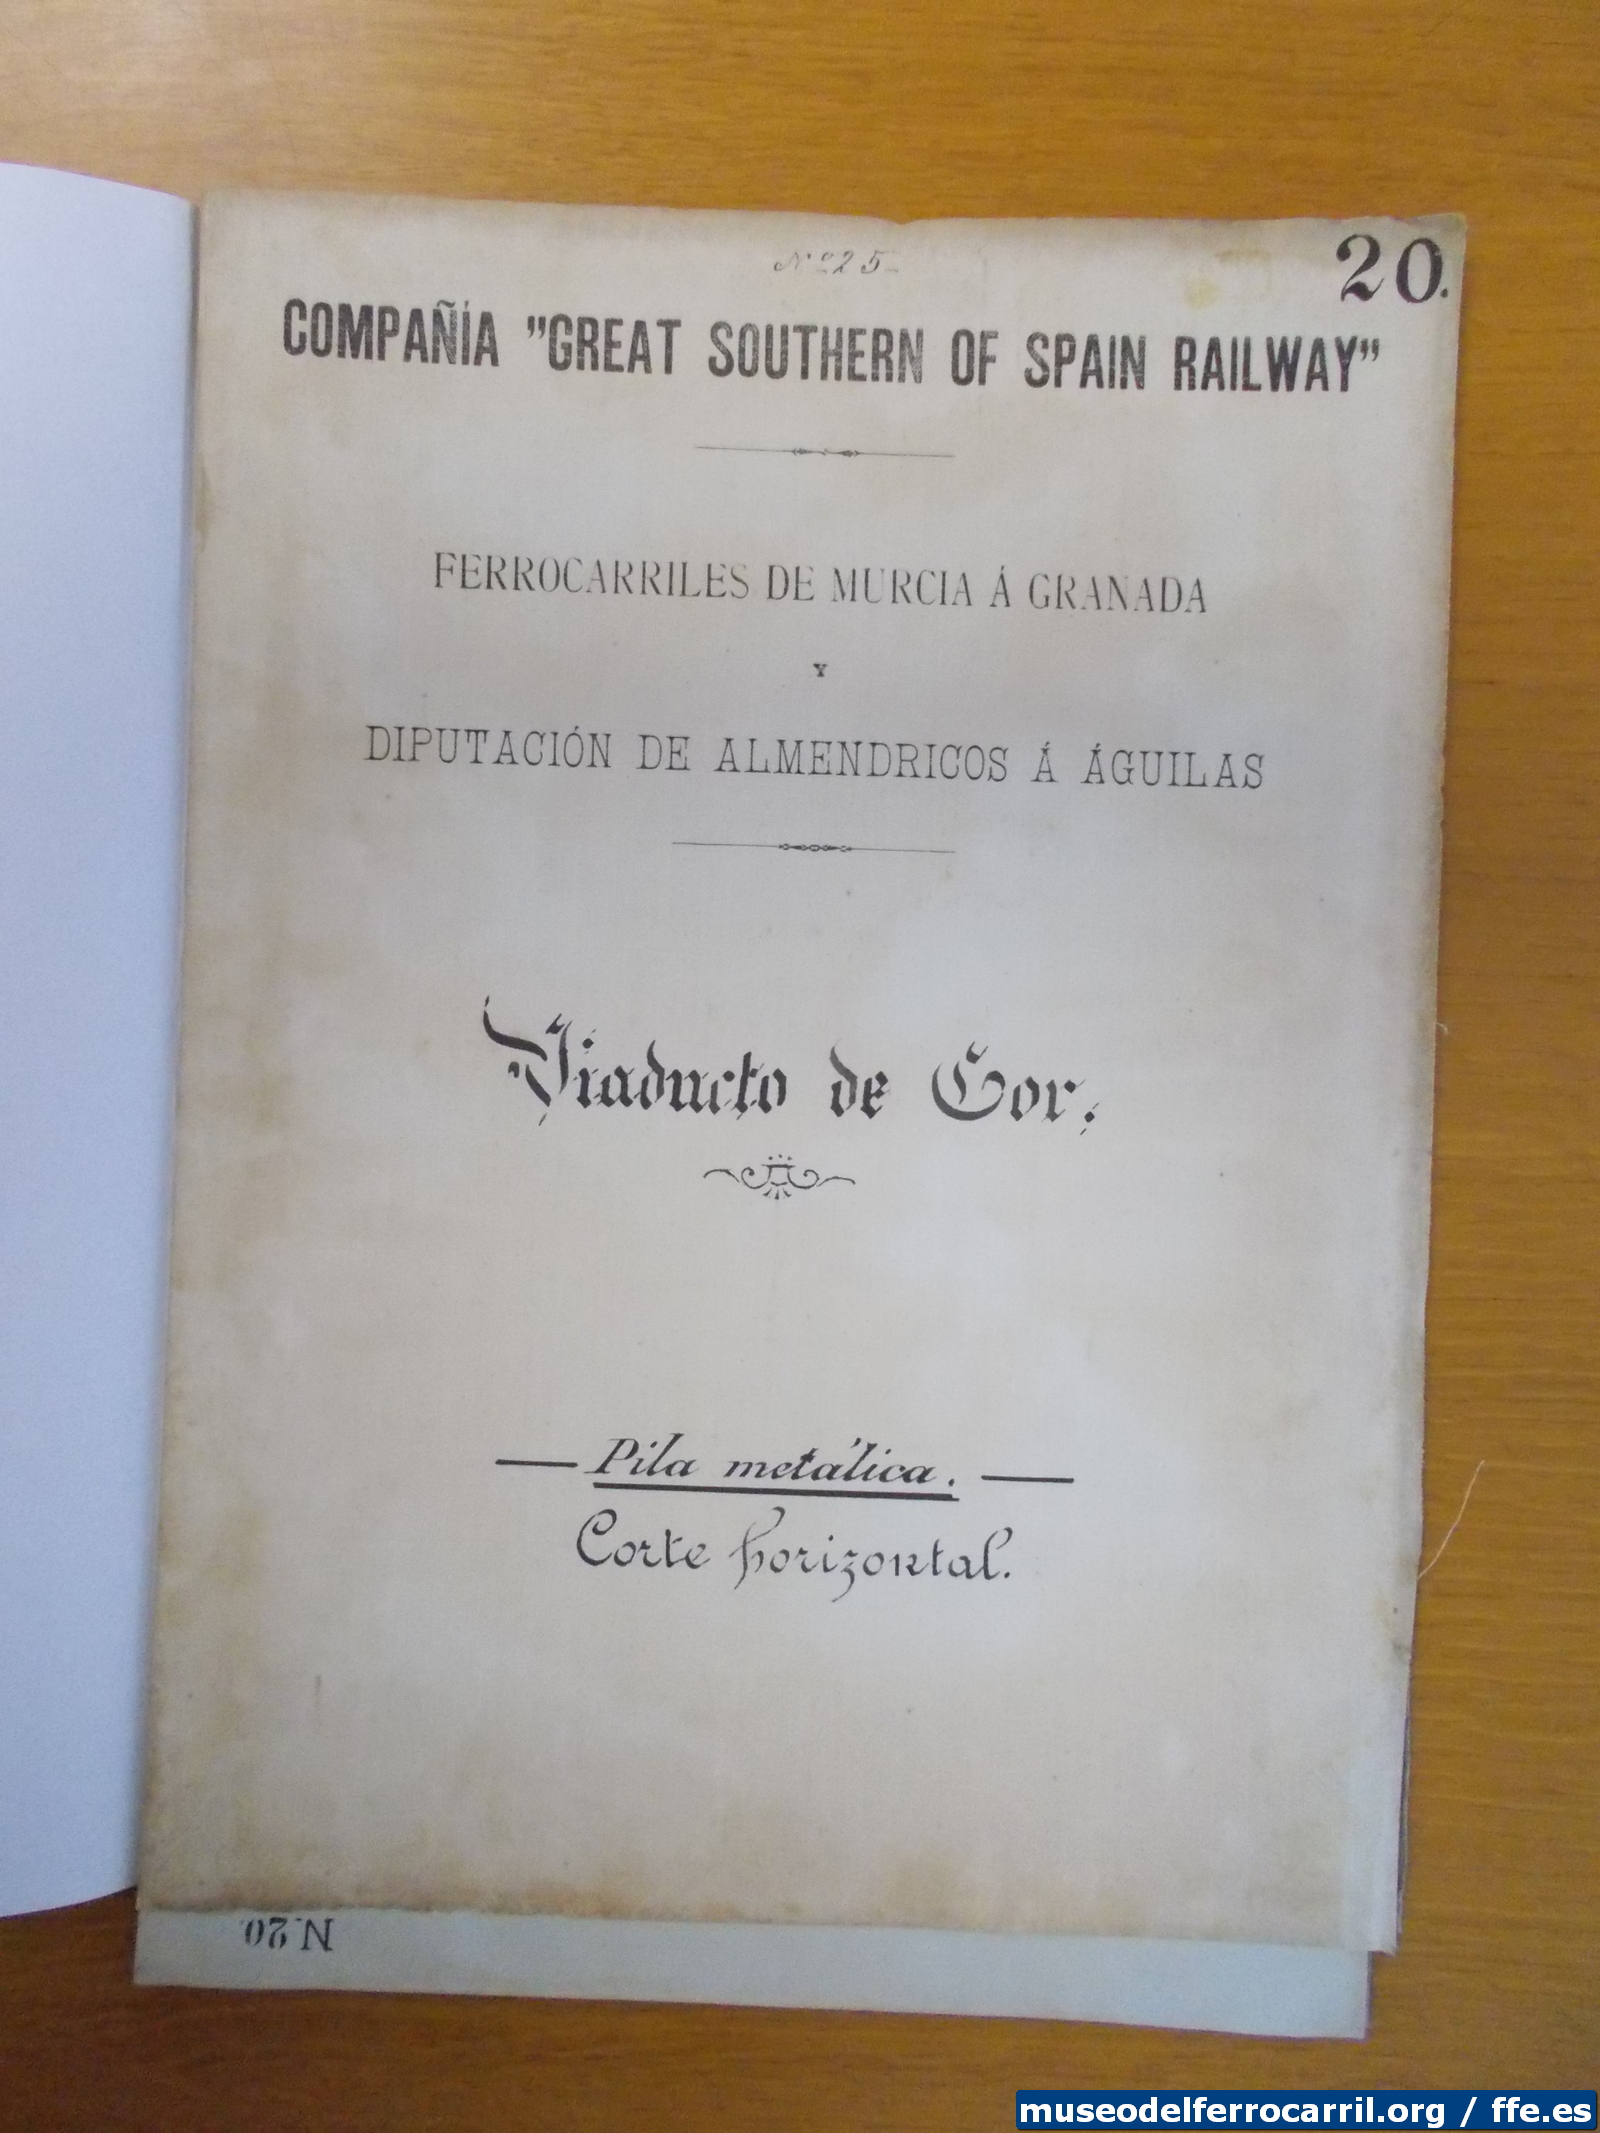 Nº 25
20.
COMPAÑÍA "GREAT SOUTHERN OF SPAIN RAILWAY"
FERROCARRILES DE MURCIA Á GRANADA
Y
DIPUTACIÓN DE ALMENDRICOS Á ÁGUILAS
Viaducto de Gor.
Pila metálica.
Corte horizontal.
N. 20
museodelferrocarril.org / ffe.es